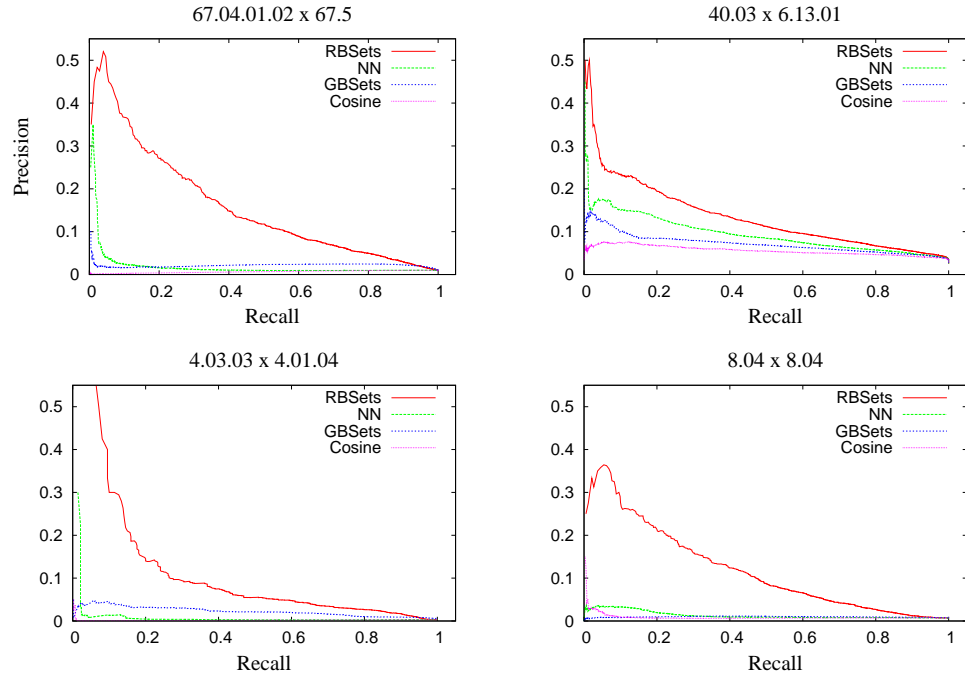 67.04.01.02 x 67.5
0.5
0.4
0.3
0.2
0.1
0
Precision
RBSets
NN
GBSets
Cosine
0 0.2 0.4 0.6 0.8 1
Recall
40.03 x 6.13.01
0.5
0.4
0.3
0.2
0.1
0
RBSets
NN
GBSets
Cosine
0 0.2 0.4 0.6 0.8 1
Recall
4.03.03 x 4.01.04
0.5
0.4
0.3
0.2
0.1
0
RBSets
NN
GBSets
Cosine
0 0.2 0.4 0.6 0.8 1
Recall
8.04 x 8.04
0.5
0.4
0.3
0.2
0.1
0
RBSets
NN
GBSets
Cosine
0 0.2 0.4 0.6 0.8 1
Recall